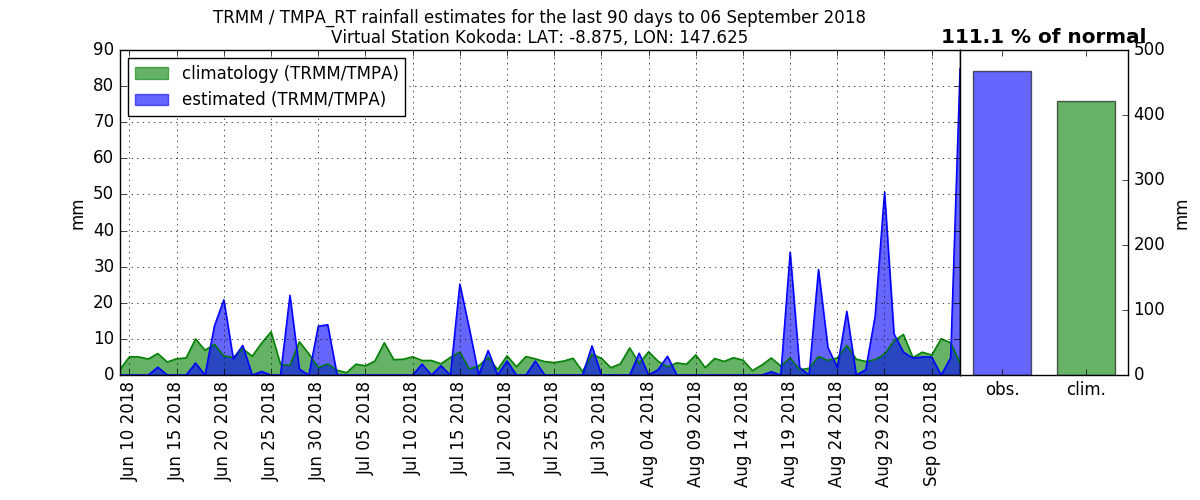 TRMM / TMPA_RT rainfall estimates for the last 90 days to 06 September 2018
Virtual Station Kokoda: LAT: -8.875, LON: 147.625
111.1 % of normal
climatology (TRMM/TMPA)
estimated (TRMM/TMPA)
90
80
70
60
50
40
30
20
10
0
mm
500
400
300
200
100
0
mm
Jun 10 2018
Jun 15 2018
Jun 20 2018
Jun 25 2018
Jun 30 2018
Jul 05 2018
Jul 10 2018
Jul 15 2018
Jul 20 2018
Jul 25 2018
Jul 30 2018
Aug 04 2018
Aug 09 2018
Aug 14 2018
Aug 19 2018
Aug 24 2018
Aug 29 2018
Sep 03 2018
obs.
clim.